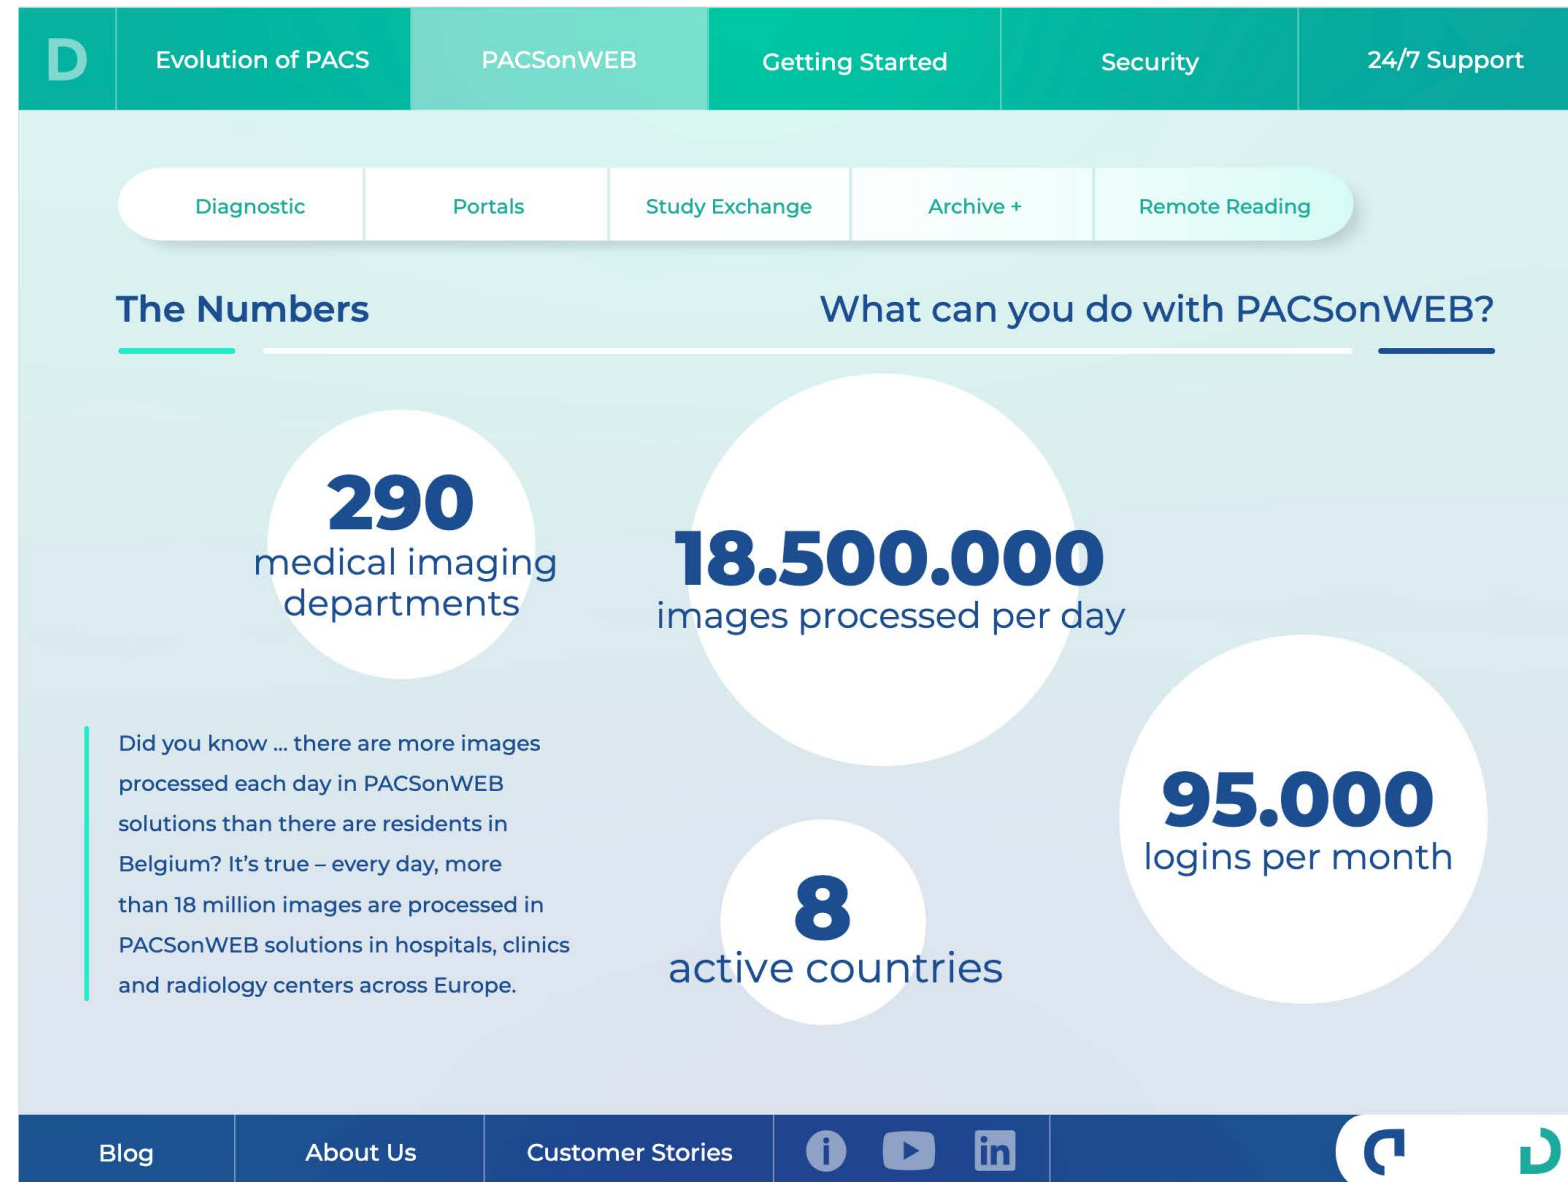 D
Evolution of PACS
PACSonWEB
Getting Started
Security
24/7 Support
Diagnostic
Portals
Study Exchange
Archive +
Remote Reading
The Numbers
What can you do with PACSonWEB?
290
medical imaging
departments
18.500.000
images processed per day
Did you know ... there are more images
processed each day in PACSonWEB
solutions than there are residents in
Belgium? It’s true – every day, more
than 18 million images are processed in
PACSonWEB solutions in hospitals, clinics
and radiology centers across Europe.
95.000
logins per month
8
active countries
Blog
About Us
Customer Stories
i
in